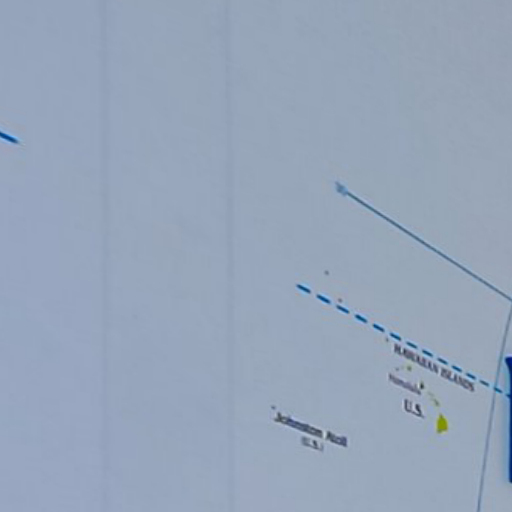 HAWAIIAN ISLANDS
Honolulu
U.S.
Johnston Atoll
(U.S.)